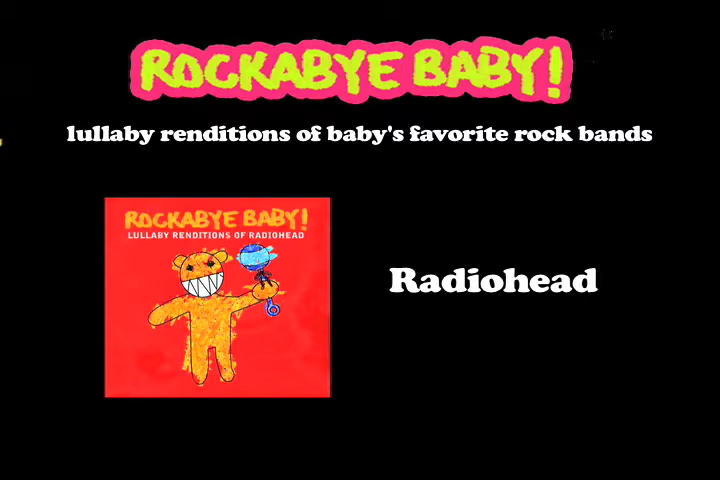 ROCKABYE BABY!
lullaby renditions of baby's favorite rock bands
ROCKABYE BABY!
LULLABY RENDITIONS OF RADIOHEAD
Radiohead